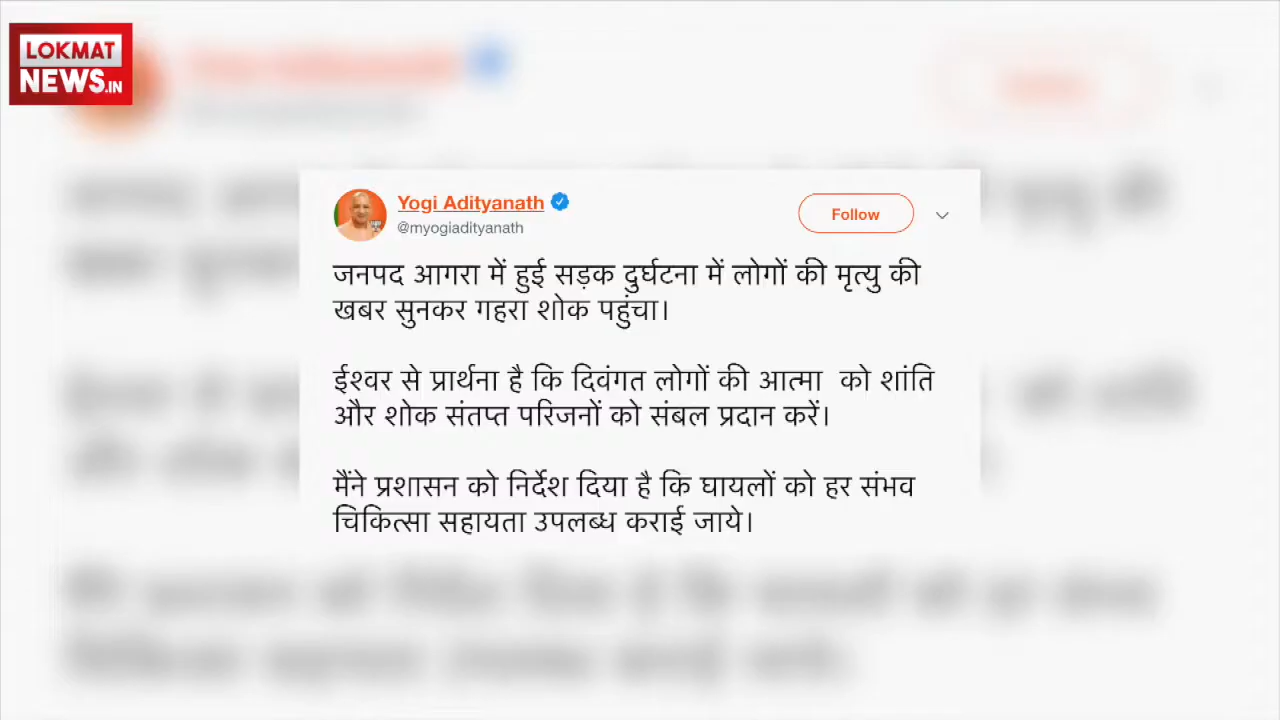 LOKMAT
NEWS.IN
Yogi Adityanath
@myogiadityanath
Follow
जनपद आगरा में हुई सड़क दुर्घटना में लोगों की मृत्यु की
खबर सुनकर गहरा शोक पहुंचा।
ईश्वर से प्रार्थना है कि दिवंगत लोगों की आत्मा  को शांति
और शोक संतप्त परिजनों को संबल प्रदान करें।
मैंने प्रशासन को निर्देश दिया है कि घायलों को हर संभव
चिकित्सा सहायता उपलब्ध कराई जाये।